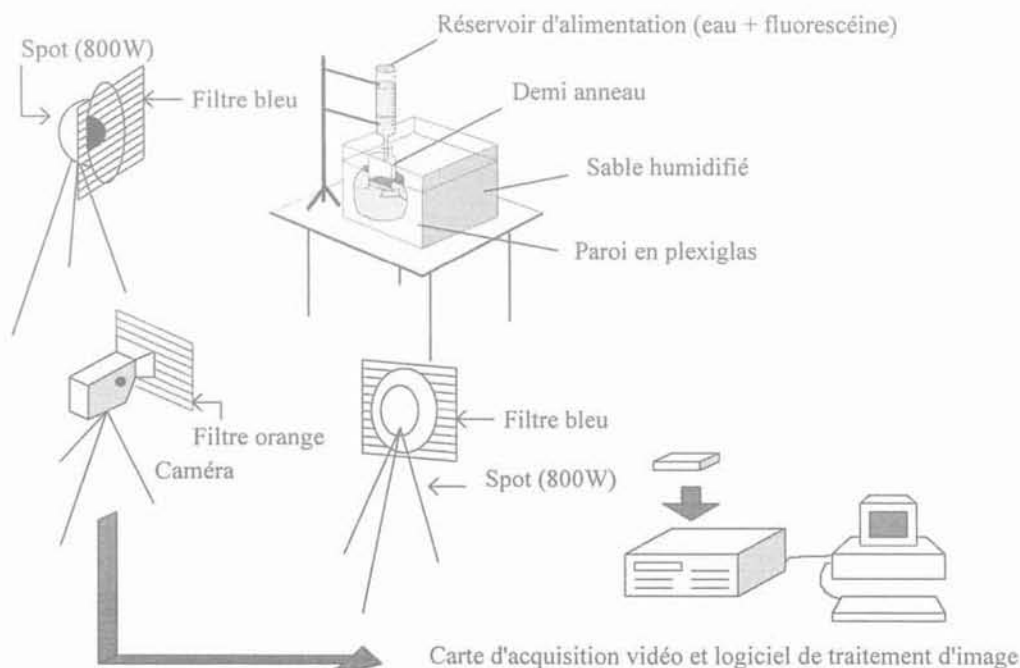 Réservoir d'alimentation (eau + fluorescéine)
Spot (800W)
Filtre bleu
Demi anneau
Sable humidifié
Paroi en plexiglas
Filtre orange
Caméra
Filtre bleu
Spot (800W)
Carte d'acquisition vidéo et logiciel de traitement d'image